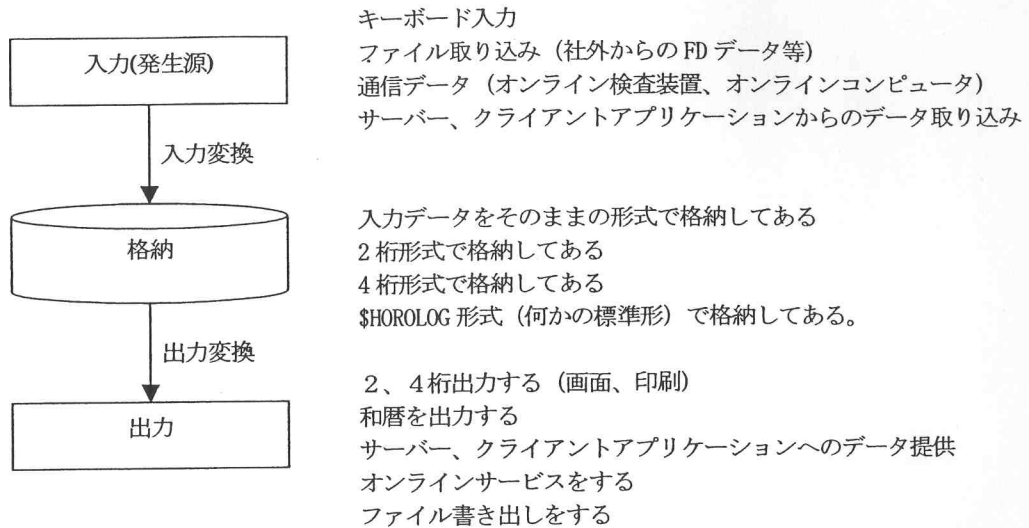 キーボード入力
入力(発生源)
ファイル取り込み（社外からの FD データ等）
通信データ（オンライン検査装置、オンラインコンピュータ）
サーバー、クライアントアプリケーションからのデータ取り込み
入力変換
格納
入力データをそのままの形式で格納してある
2 桁形式で格納してある
4 桁形式で格納してある
$HOROLOG 形式（何かの標準形）で格納してある。
出力変換
出力
２、４桁出力する（画面、印刷）
和暦を出力する
サーバー、クライアントアプリケーションへのデータ提供
オンラインサービスをする
ファイル書き出しをする